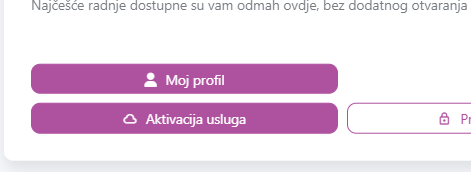 Najčešće radnje dostupne su vam odmah ovdje, bez dodatnog otvaranja
Moj profil
Aktivacija usluga